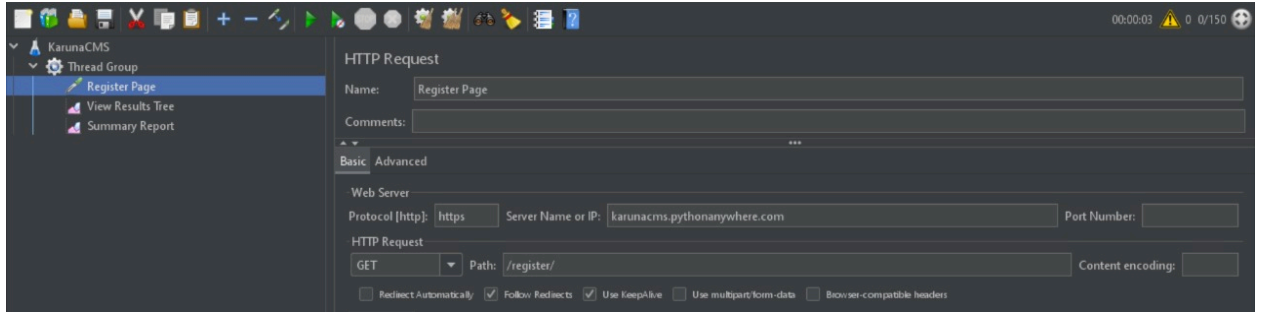 00:00:03 0 0/150
KarunaCMS
Thread Group
Register Page
View Results Tree
Summary Report
HTTP Request
Name: Register Page
Comments:
Basic Advanced
Web Server
Protocol [http]: https Server Name or IP: karunacms.pythonanywhere.com Port Number:
HTTP Request
GET Path: /register/ Content encoding:
Redirect Automatically Follow Redirects Use KeepAlive Use multipart/form-data Browser-compatible headers